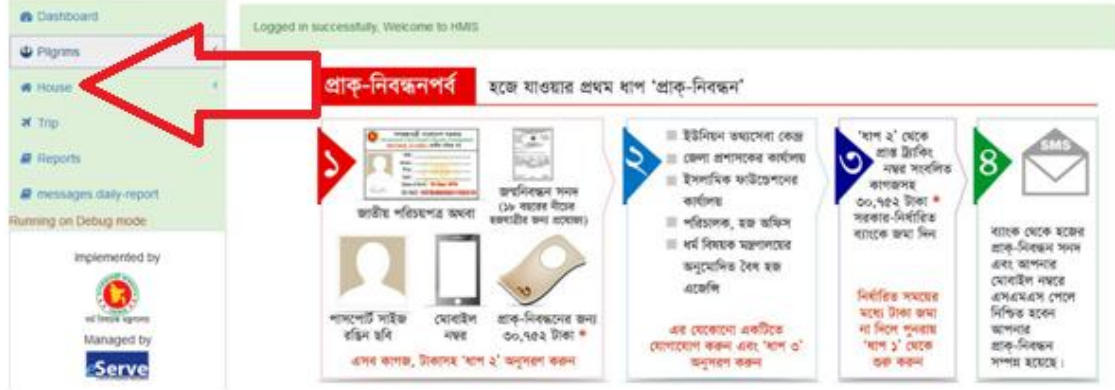 Dashboard
Pilgrims
House
Trip
Reports
messages.daily-report
Running on Debug mode
Implemented by
ধর্ম বিষয়ক মন্ত্রণালয়
Managed by
eServe
Logged in successfully, Welcome to HMIS
প্রাক্-নিবন্ধনপর্ব
হজে যাওয়ার প্রথম ধাপ ‘প্রাক্-নিবন্ধন’
১
জাতীয় পরিচয়পত্র অথবা
জন্মনিবন্ধন সনদ
(১৮ বছরের নীচের
হজযাত্রীর জন্য প্রযোজ্য)
পাসপোর্ট সাইজ
রঙিন ছবি
মোবাইল
নম্বর
প্রাক্-নিবন্ধনের জন্য
৩০,৭৫২ টাকা *
এসব কাগজ, টাকাসহ ‘ধাপ ২’ অনুসরণ করুন
২
ইউনিয়ন তথ্যসেবা কেন্দ্র
জেলা প্রশাসকের কার্যালয়
ইসলামিক ফাউন্ডেশনের
কার্যালয়
পরিচালক, হজ অফিস
ধর্ম বিষয়ক মন্ত্রণালয়ের
অনুমোদিত বৈধ হজ
এজেন্সি
এর যেকোনো একটিতে
যোগাযোগ করুন এবং ‘ধাপ ৩’
অনুসরণ করুন
৩
‘ধাপ ২’ থেকে
প্রাপ্ত ট্র্যাকিং
নম্বর সংবলিত
কাগজসহ
৩০,৭৫২ টাকা *
সরকার-নির্ধারিত
ব্যাংকে জমা দিন
নির্ধারিত সময়ের
মধ্যে টাকা জমা
না দিলে পুনরায়
‘ধাপ ১’ থেকে
শুরু করুন
৪
SMS
ব্যাংক থেকে হজের
প্রাক্-নিবন্ধন সনদ
এবং আপনার
মোবাইল নম্বরে
এসএমএস পেলে
নিশ্চিত হবেন
আপনার
প্রাক্-নিবন্ধন
সম্পন্ন হয়েছে।